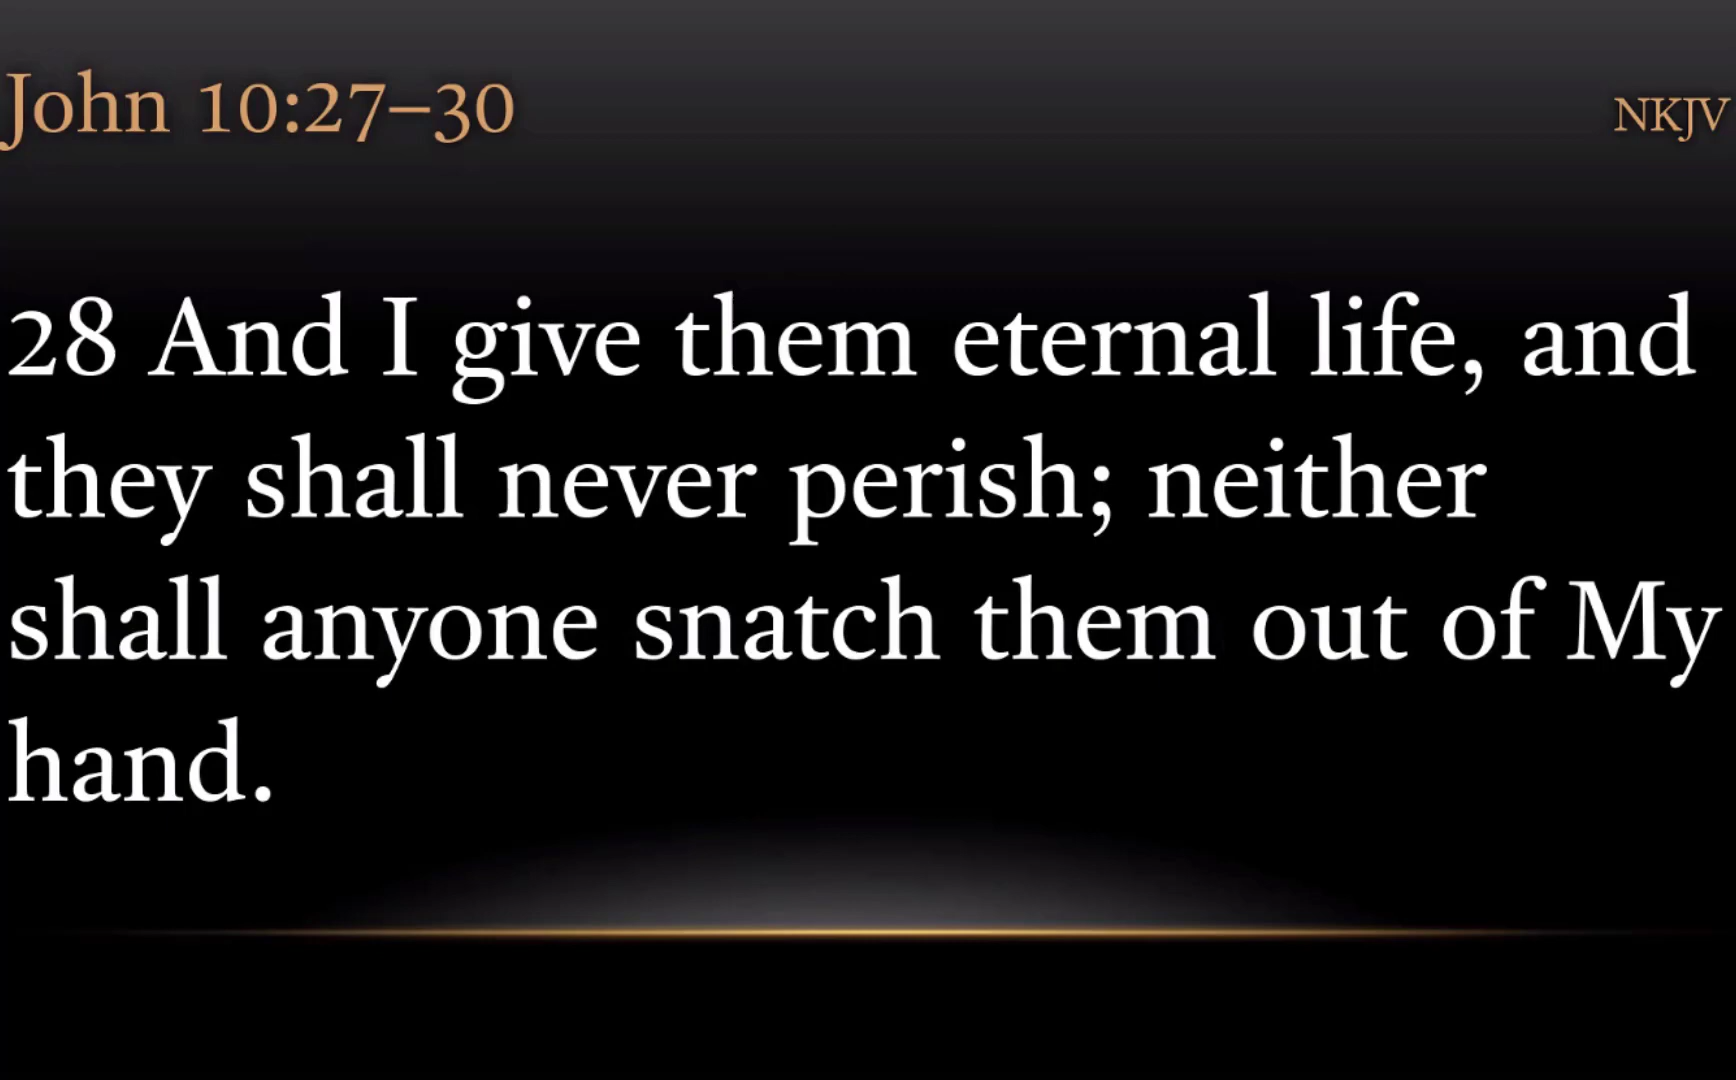 John 10:27–30 NKJV
28 And I give them eternal life, and
they shall never perish; neither
shall anyone snatch them out of My
hand.